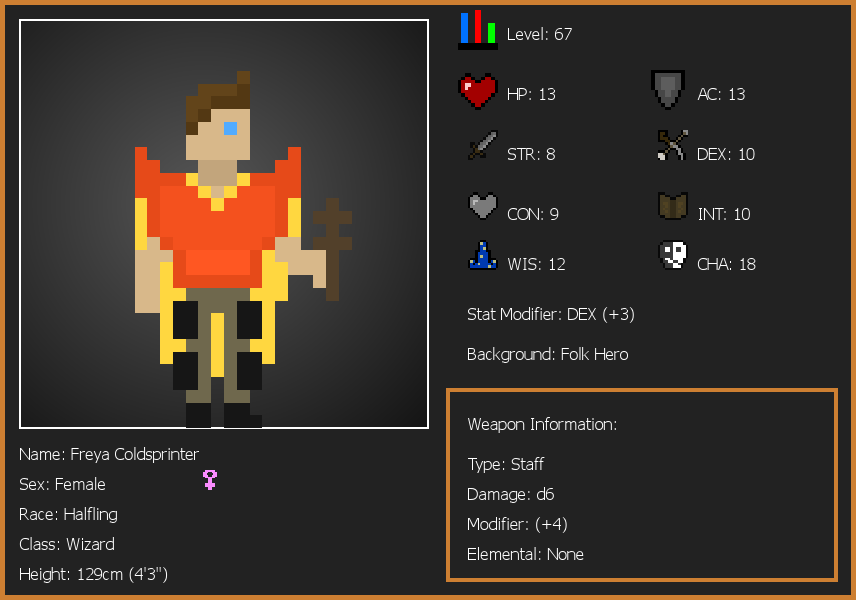 Level: 67
HP: 13
AC: 13
STR: 8
DEX: 10
CON: 9
INT: 10
WIS: 12
CHA: 18
Stat Modifier: DEX (+3)
Background: Folk Hero
Weapon Information:
Type: Staff
Damage: d6
Modifier: (+4)
Elemental: None
Name: Freya Coldsprinter
Sex: Female
Race: Halfling
Class: Wizard
Height: 129cm (4'3")